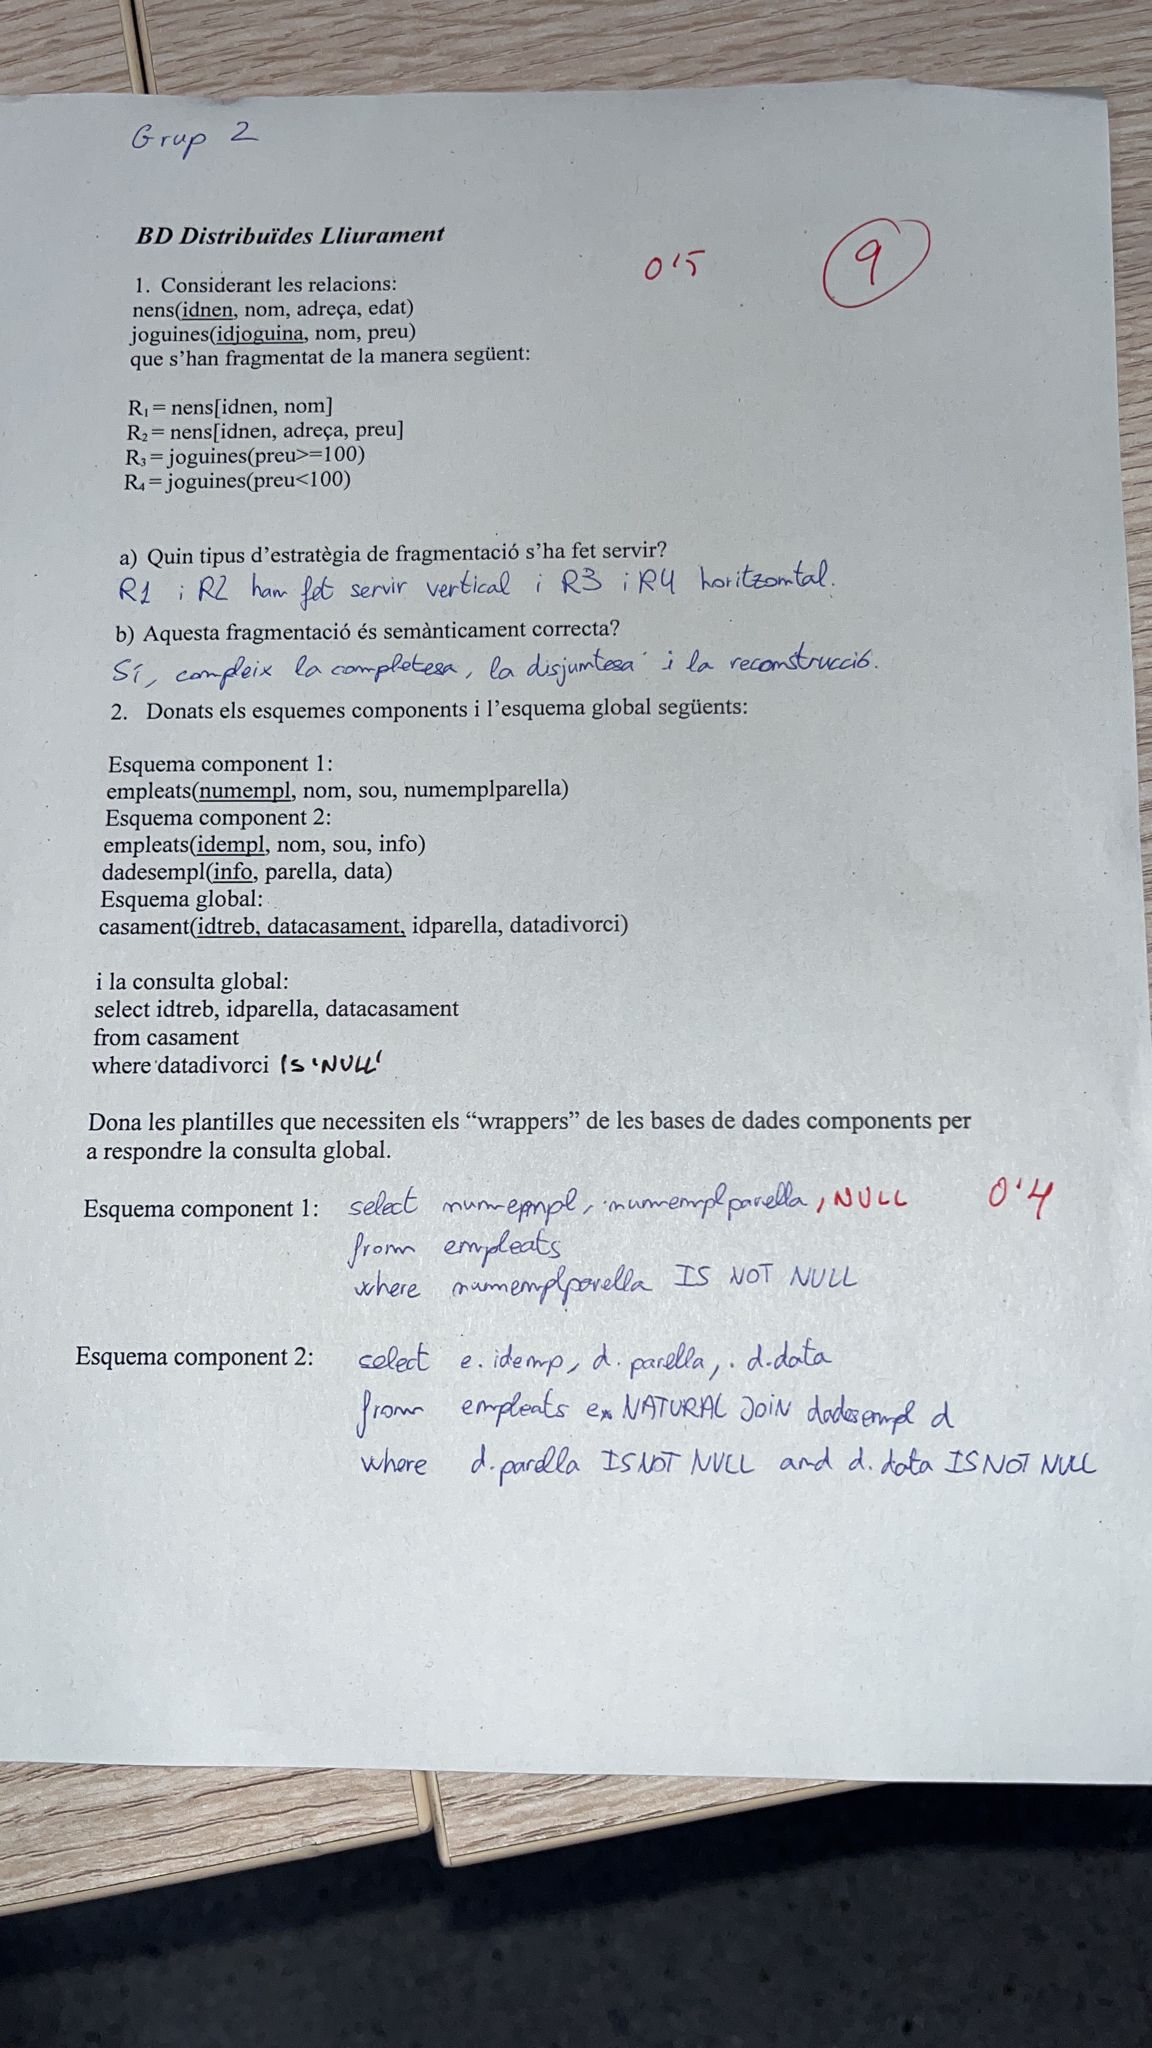 Grup 2
BD Distribuïdes Lliurament
0'5
9
1. Considerant les relacions:
nens(idnen, nom, adreça, edat)
joguines(idjoguina, nom, preu)
que s'han fragmentat de la manera següent:
R1 = nens[idnen, nom]
R2 = nens[idnen, adreça, preu]
R3 = joguines(preu>=100)
R4 = joguines(preu<100)
a) Quin tipus d'estratègia de fragmentació s'ha fet servir?
R1 i R2 han fet servir vertical i R3 i R4 horitzontal.
b) Aquesta fragmentació és semànticament correcta?
Sí, compleix la completesa, la disjuntesa i la reconstrucció.
2. Donats els esquemes components i l'esquema global següents:
Esquema component 1:
empleats(numempl, nom, sou, numemplparella)
Esquema component 2:
empleats(idempl, nom, sou, info)
dadesempl(info, parella, data)
Esquema global:
casament(idtreb, datacasament, idparella, datadivorci)
i la consulta global:
select idtreb, idparella, datacasament
from casament
where datadivorci IS 'NULL'
Dona les plantilles que necessiten els “wrappers” de les bases de dades components per
a respondre la consulta global.
Esquema component 1: select numempl, numemplparella, NULL 0'4
from empleats
where numemplparella IS NOT NULL
Esquema component 2: select e.idemp, d.parella, d.data
from empleats e NATURAL JOIN dadesempl d
where d.parella IS NOT NULL and d.data IS NOT NULL